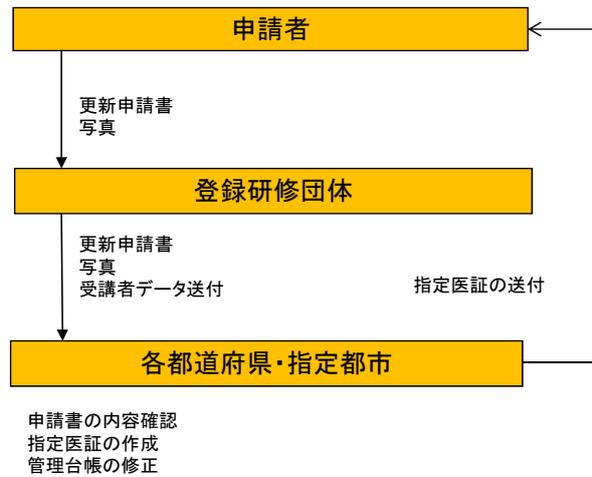 申請者
更新申請書
写真
登録研修団体
更新申請書
写真
受講者データ送付
指定医証の送付
各都道府県・指定都市
申請書の内容確認
指定医証の作成
管理台帳の修正